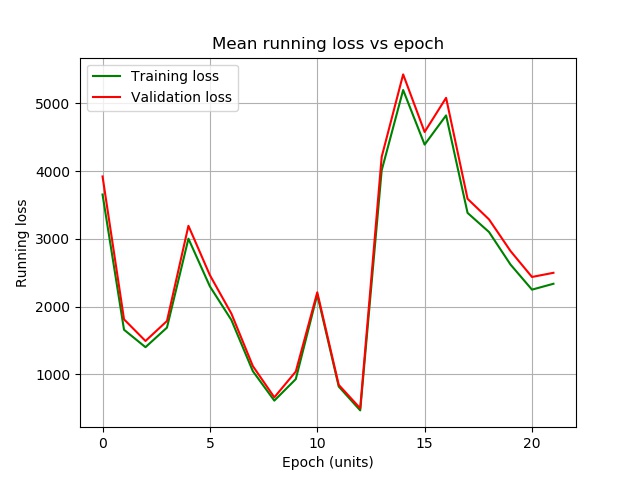 Mean running loss vs epoch
Training loss
Validation loss
5000
4000
3000
2000
1000
Running loss
0 5 10 15 20
Epoch (units)